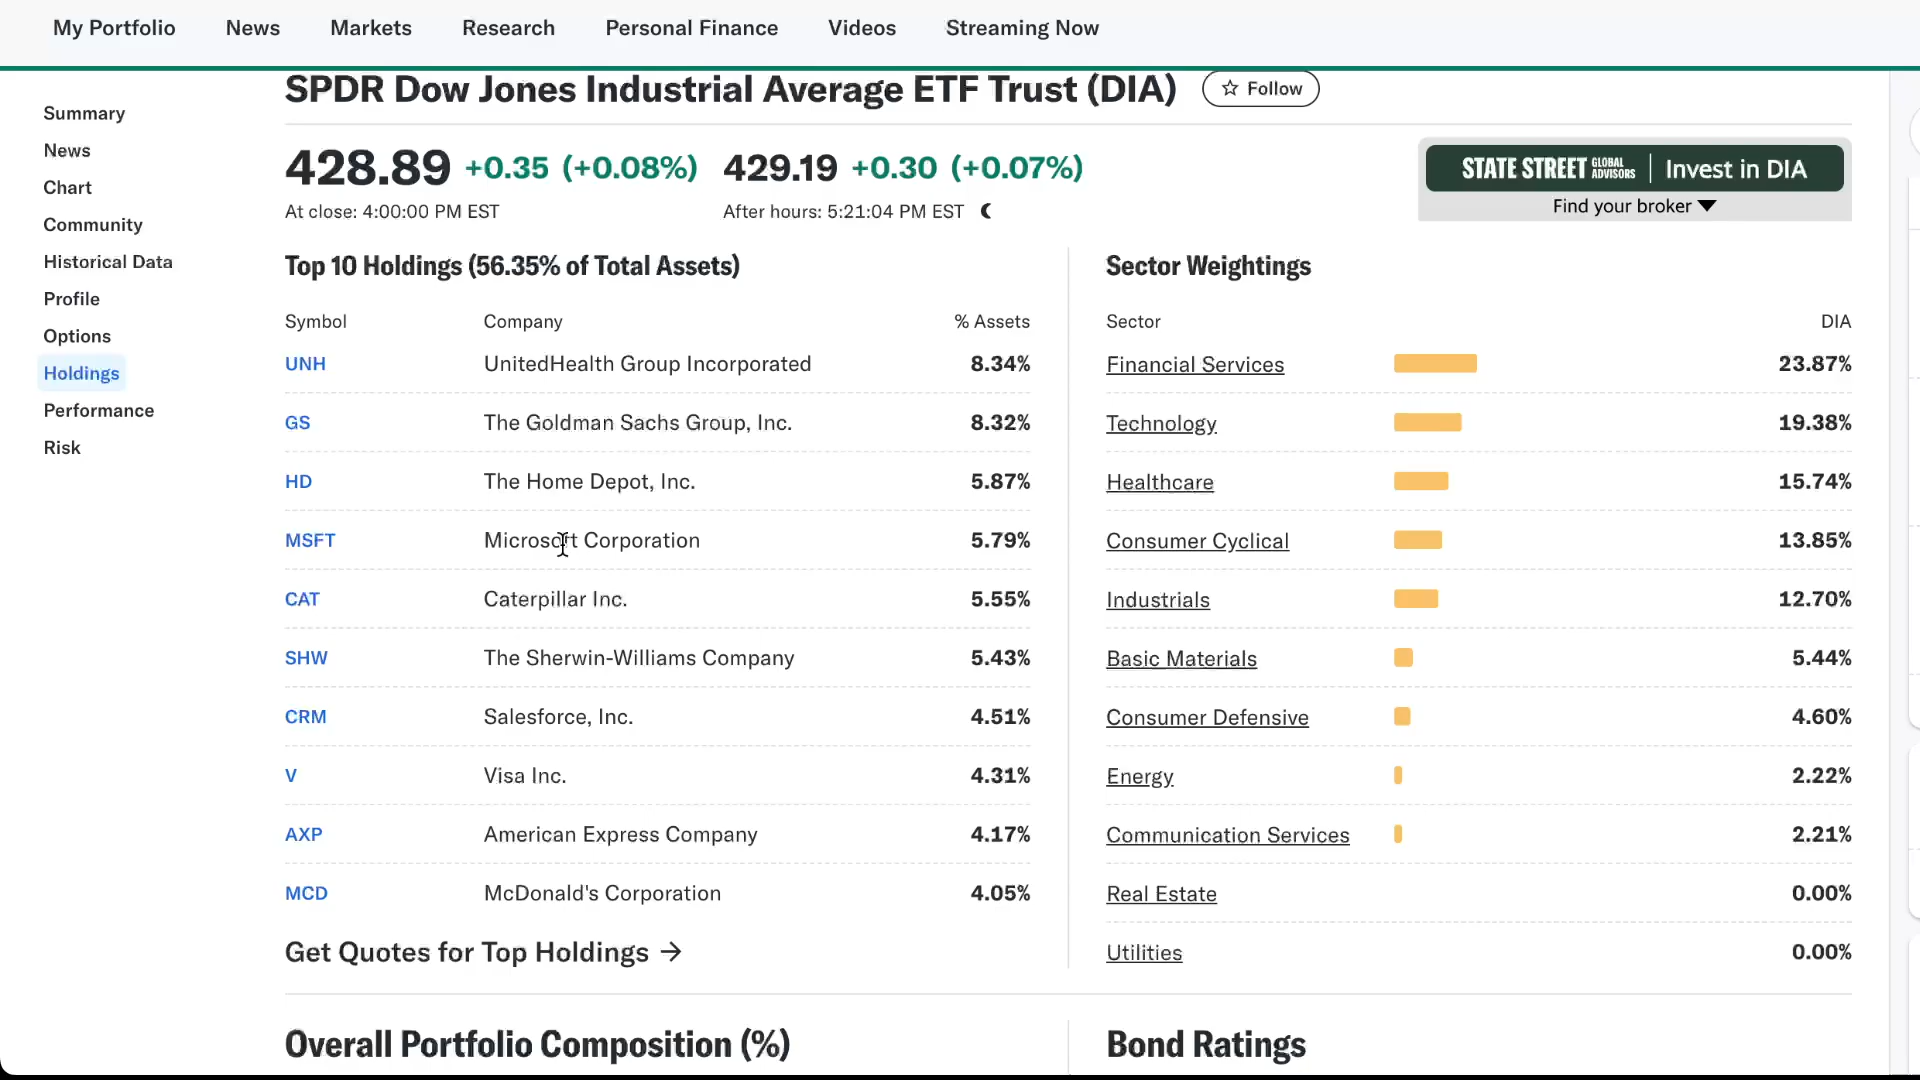 My Portfolio News Markets Research Personal Finance Videos Streaming Now
SPDR Dow Jones Industrial Average ETF Trust (DIA) Follow
Summary
News
Chart
Community
Historical Data
Profile
Options
Holdings
Performance
Risk
428.89 +0.35 (+0.08%) 429.19 +0.30 (+0.07%)
At close: 4:00:00 PM EST After hours: 5:21:04 PM EST
STATE STREET GLOBAL ADVISORS Invest in DIA
Find your broker
Top 10 Holdings (56.35% of Total Assets)
Symbol Company % Assets
UNH UnitedHealth Group Incorporated 8.34%
GS The Goldman Sachs Group, Inc. 8.32%
HD The Home Depot, Inc. 5.87%
MSFT Microsoft Corporation 5.79%
CAT Caterpillar Inc. 5.55%
SHW The Sherwin-Williams Company 5.43%
CRM Salesforce, Inc. 4.51%
V Visa Inc. 4.31%
AXP American Express Company 4.17%
MCD McDonald's Corporation 4.05%
Get Quotes for Top Holdings →
Sector Weightings
Sector DIA
Financial Services 23.87%
Technology 19.38%
Healthcare 15.74%
Consumer Cyclical 13.85%
Industrials 12.70%
Basic Materials 5.44%
Consumer Defensive 4.60%
Energy 2.22%
Communication Services 2.21%
Real Estate 0.00%
Utilities 0.00%
Overall Portfolio Composition (%)
Bond Ratings